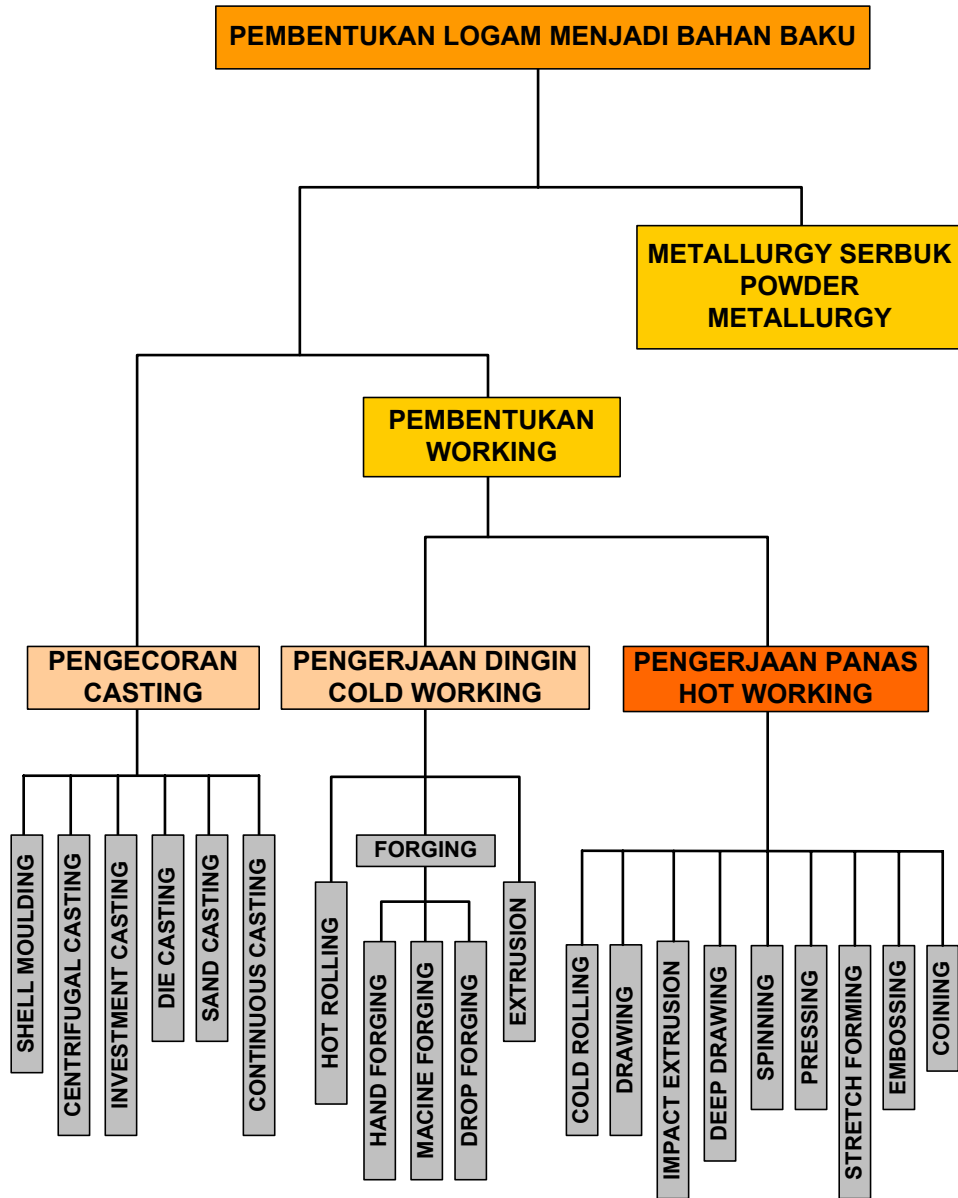 PEMBENTUKAN LOGAM MENJADI BAHAN BAKU
METALLURGY SERBUK
POWDER
METALLURGY
PEMBENTUKAN
WORKING
PENGECORAN
CASTING
PENGERJAAN DINGIN
COLD WORKING
PENGERJAAN PANAS
HOT WORKING
SHELL MOULDING
CENTRIFUGAL CASTING
INVESTMENT CASTING
DIE CASTING
SAND CASTING
CONTINUOUS CASTING
HOT ROLLING
FORGING
HAND FORGING
MACINE FORGING
DROP FORGING
EXTRUSION
COLD ROLLING
DRAWING
IMPACT EXTRUSION
DEEP DRAWING
SPINNING
PRESSING
STRETCH FORMING
EMBOSSING
COINING